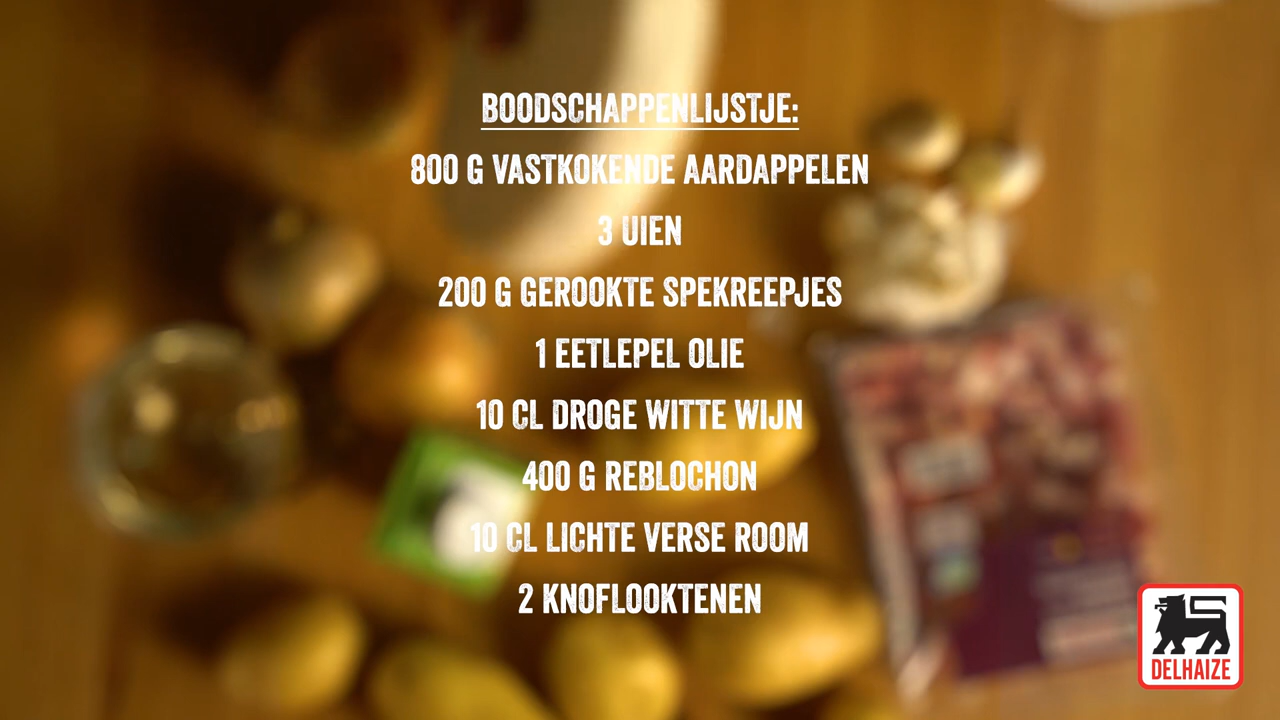 BOODSCHAPPENLIJSTJE:
800 G VASTKOKENDE AARDAPPELEN
3 UIEN
200 G GEROOKTE SPEKREEPJES
1 EETLEPEL OLIE
10 CL DROGE WITTE WIJN
400 G REBLOCHON
10 CL LICHTE VERSE ROOM
2 KNOFLOOKTENEN
DELHAIZE